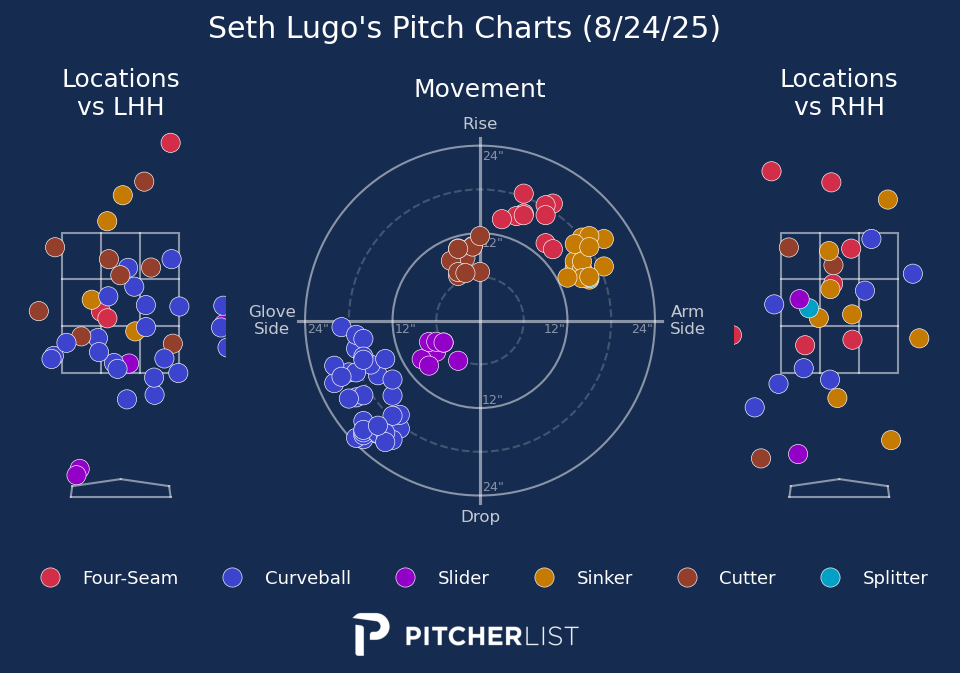 Seth Lugo's Pitch Charts (8/24/25)
Locations
vs LHH
Movement
Locations
vs RHH
Rise
24"
12"
Glove
Side
24"
12"
12"
24"
Arm
Side
12"
24"
Drop
Four-Seam
Curveball
Slider
Sinker
Cutter
Splitter
PITCHERLIST